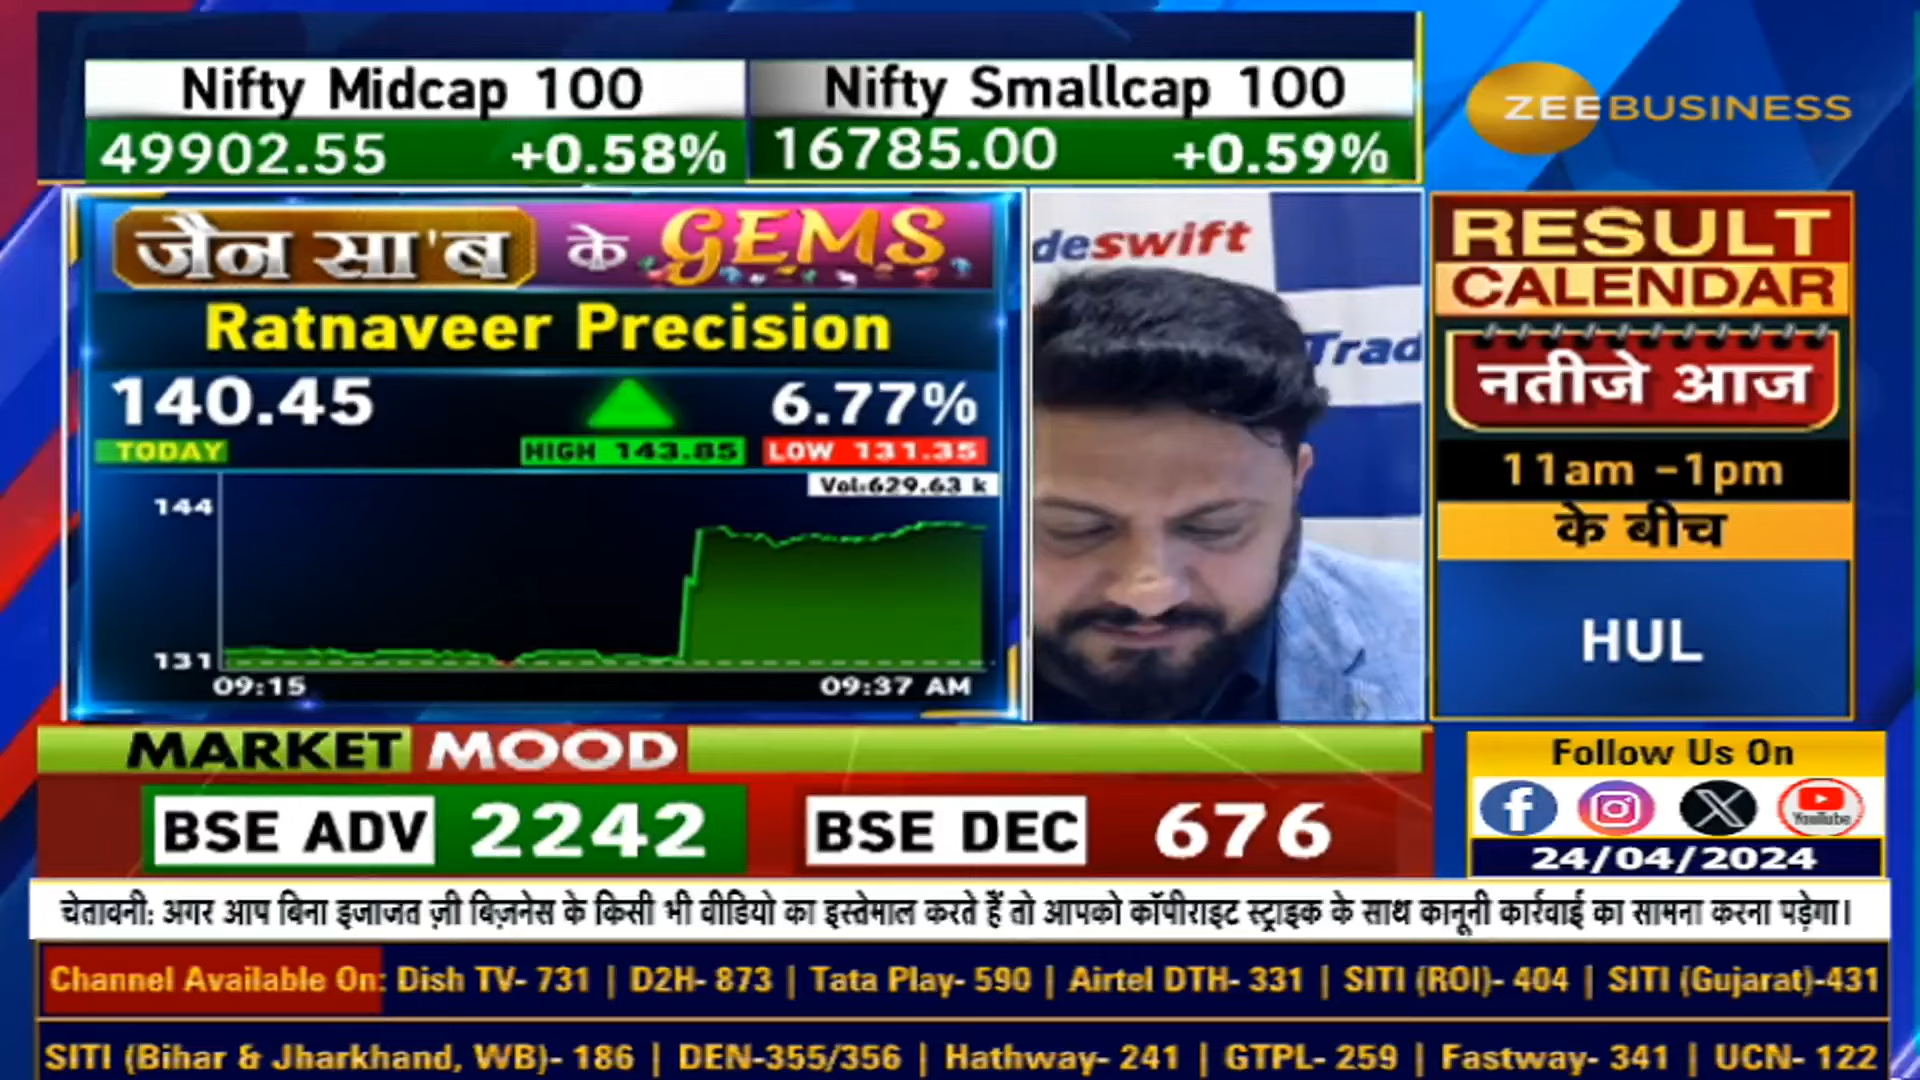 Nifty Midcap 100
49902.55 +0.58%
Nifty Smallcap 100
16785.00 +0.59%
ZEEBUSINESS
जैन सा'ब के GEMS
Ratnaveer Precision
140.45 6.77%
TODAY HIGH 143.85 LOW 131.35
Vol:629.63 k
144
131
09:15 09:37 AM
deswift
Trad
RESULT
CALENDAR
नतीजे आज
11am -1pm
के बीच
HUL
MARKET MOOD
BSE ADV 2242 BSE DEC 676
Follow Us On
YouTube
24/04/2024
चेतावनी: अगर आप बिना इजाजत ज़ी बिज़नेस के किसी भी वीडियो का इस्तेमाल करते हैं तो आपको कॉपीराइट स्ट्राइक के साथ कानूनी कार्रवाई का सामना करना पड़ेगा।
Channel Available On: Dish TV- 731 | D2H- 873 | Tata Play- 590 | Airtel DTH- 331 | SITI (ROI)- 404 | SITI (Gujarat)-431
SITI (Bihar & Jharkhand, WB)- 186 | DEN-355/356 | Hathway- 241 | GTPL- 259 | Fastway- 341 | UCN- 122